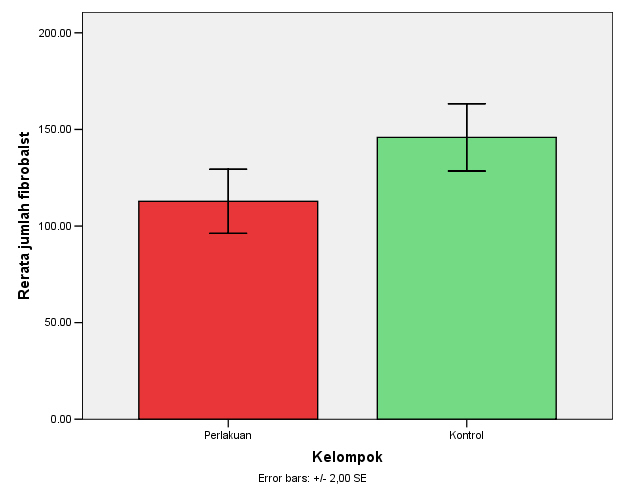 Rerata jumlah fibrobalst
200.00
150.00
100.00
50.00
0.00
Perlakuan
Kontrol
Kelompok
Error bars: +/- 2,00 SE